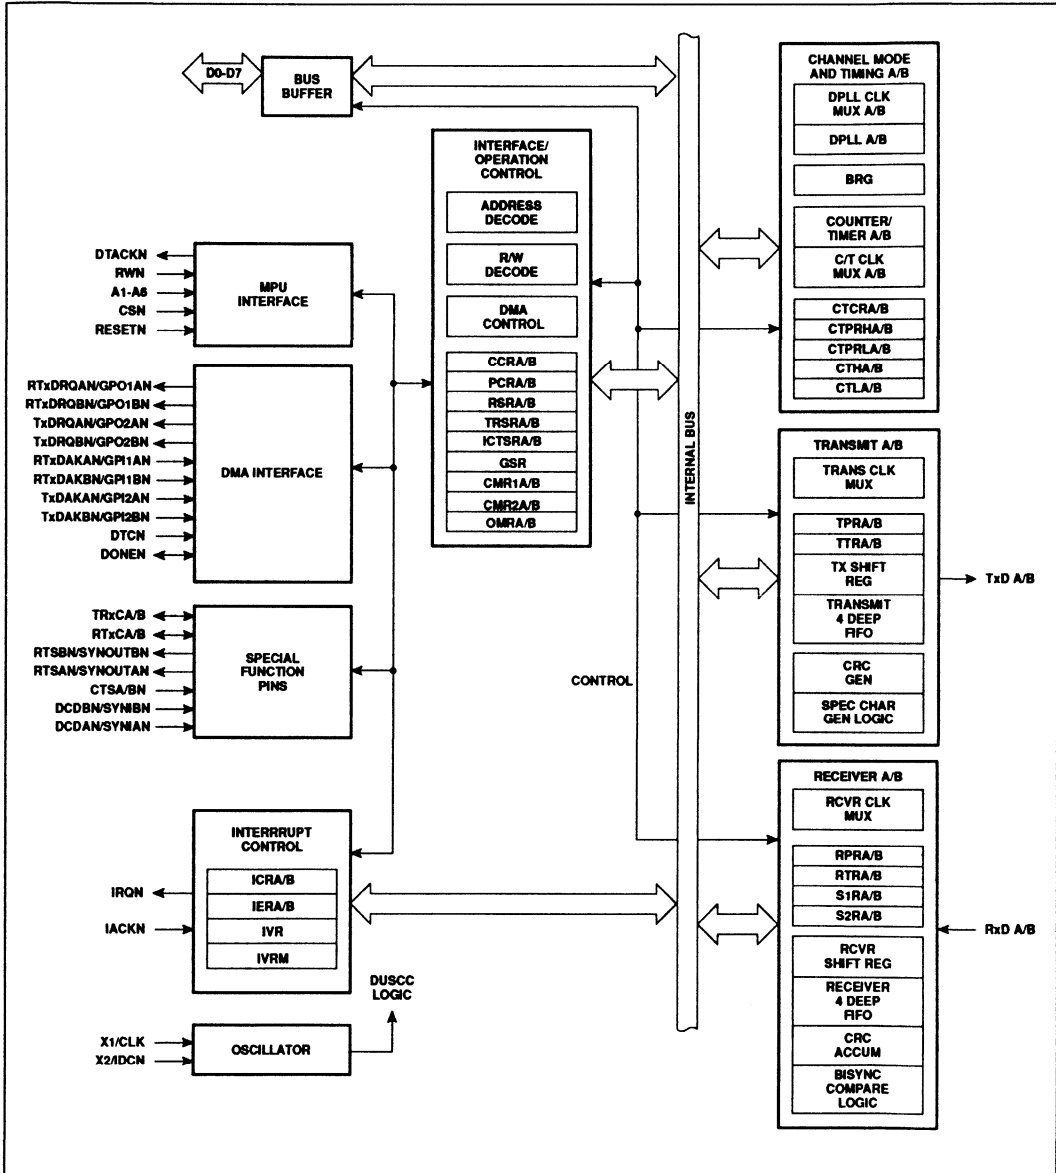 D0-D7
BUS
BUFFER
INTERFACE/
OPERATION
CONTROL
ADDRESS
DECODE
R/W
DECODE
DMA
CONTROL
CCRA/B
PCRA/B
RSRA/B
TRSRA/B
ICTSRA/B
GSR
CMR1A/B
CMR2A/B
OMRA/B
DTACKN
RWN
A1-A6
CSN
RESETN
MPU
INTERFACE
RTxDRQAN/GPO1AN
RTxDRQBN/GPO1BN
TxDRQAN/GPO2AN
TxDRQBN/GPO2BN
RTxDAKAN/GPI1AN
RTxDAKBN/GPI1BN
TxDAKAN/GPI2AN
TxDAKBN/GPI2BN
DTCN
DONEN
DMA INTERFACE
TRxCA/B
RTxCA/B
RTSBN/SYNOUTBN
RTSAN/SYNOUTAN
CTSA/BN
DCDBN/SYNIBN
DCDAN/SYNIAN
SPECIAL
FUNCTION
PINS
INTERRRUPT
CONTROL
ICRA/B
IERA/B
IVR
IVRM
IRQN
IACKN
X1/CLK
X2/IDCN
OSCILLATOR
DUSCC
LOGIC
CONTROL
INTERNAL BUS
CHANNEL MODE
AND TIMING A/B
DPLL CLK
MUX A/B
DPLL A/B
BRG
COUNTER/
TIMER A/B
C/T CLK
MUX A/B
CTCRA/B
CTPRHA/B
CTPRLA/B
CTHA/B
CTLA/B
TRANSMIT A/B
TRANS CLK
MUX
TPRA/B
TTRA/B
TX SHIFT
REG
TRANSMIT
4 DEEP
FIFO
CRC
GEN
SPEC CHAR
GEN LOGIC
TxD A/B
RECEIVER A/B
RCVR CLK
MUX
RPRA/B
RTRA/B
S1RA/B
S2RA/B
RCVR
SHIFT REG
RECEIVER
4 DEEP
FIFO
CRC
ACCUM
BISYNC
COMPARE
LOGIC
RxD A/B